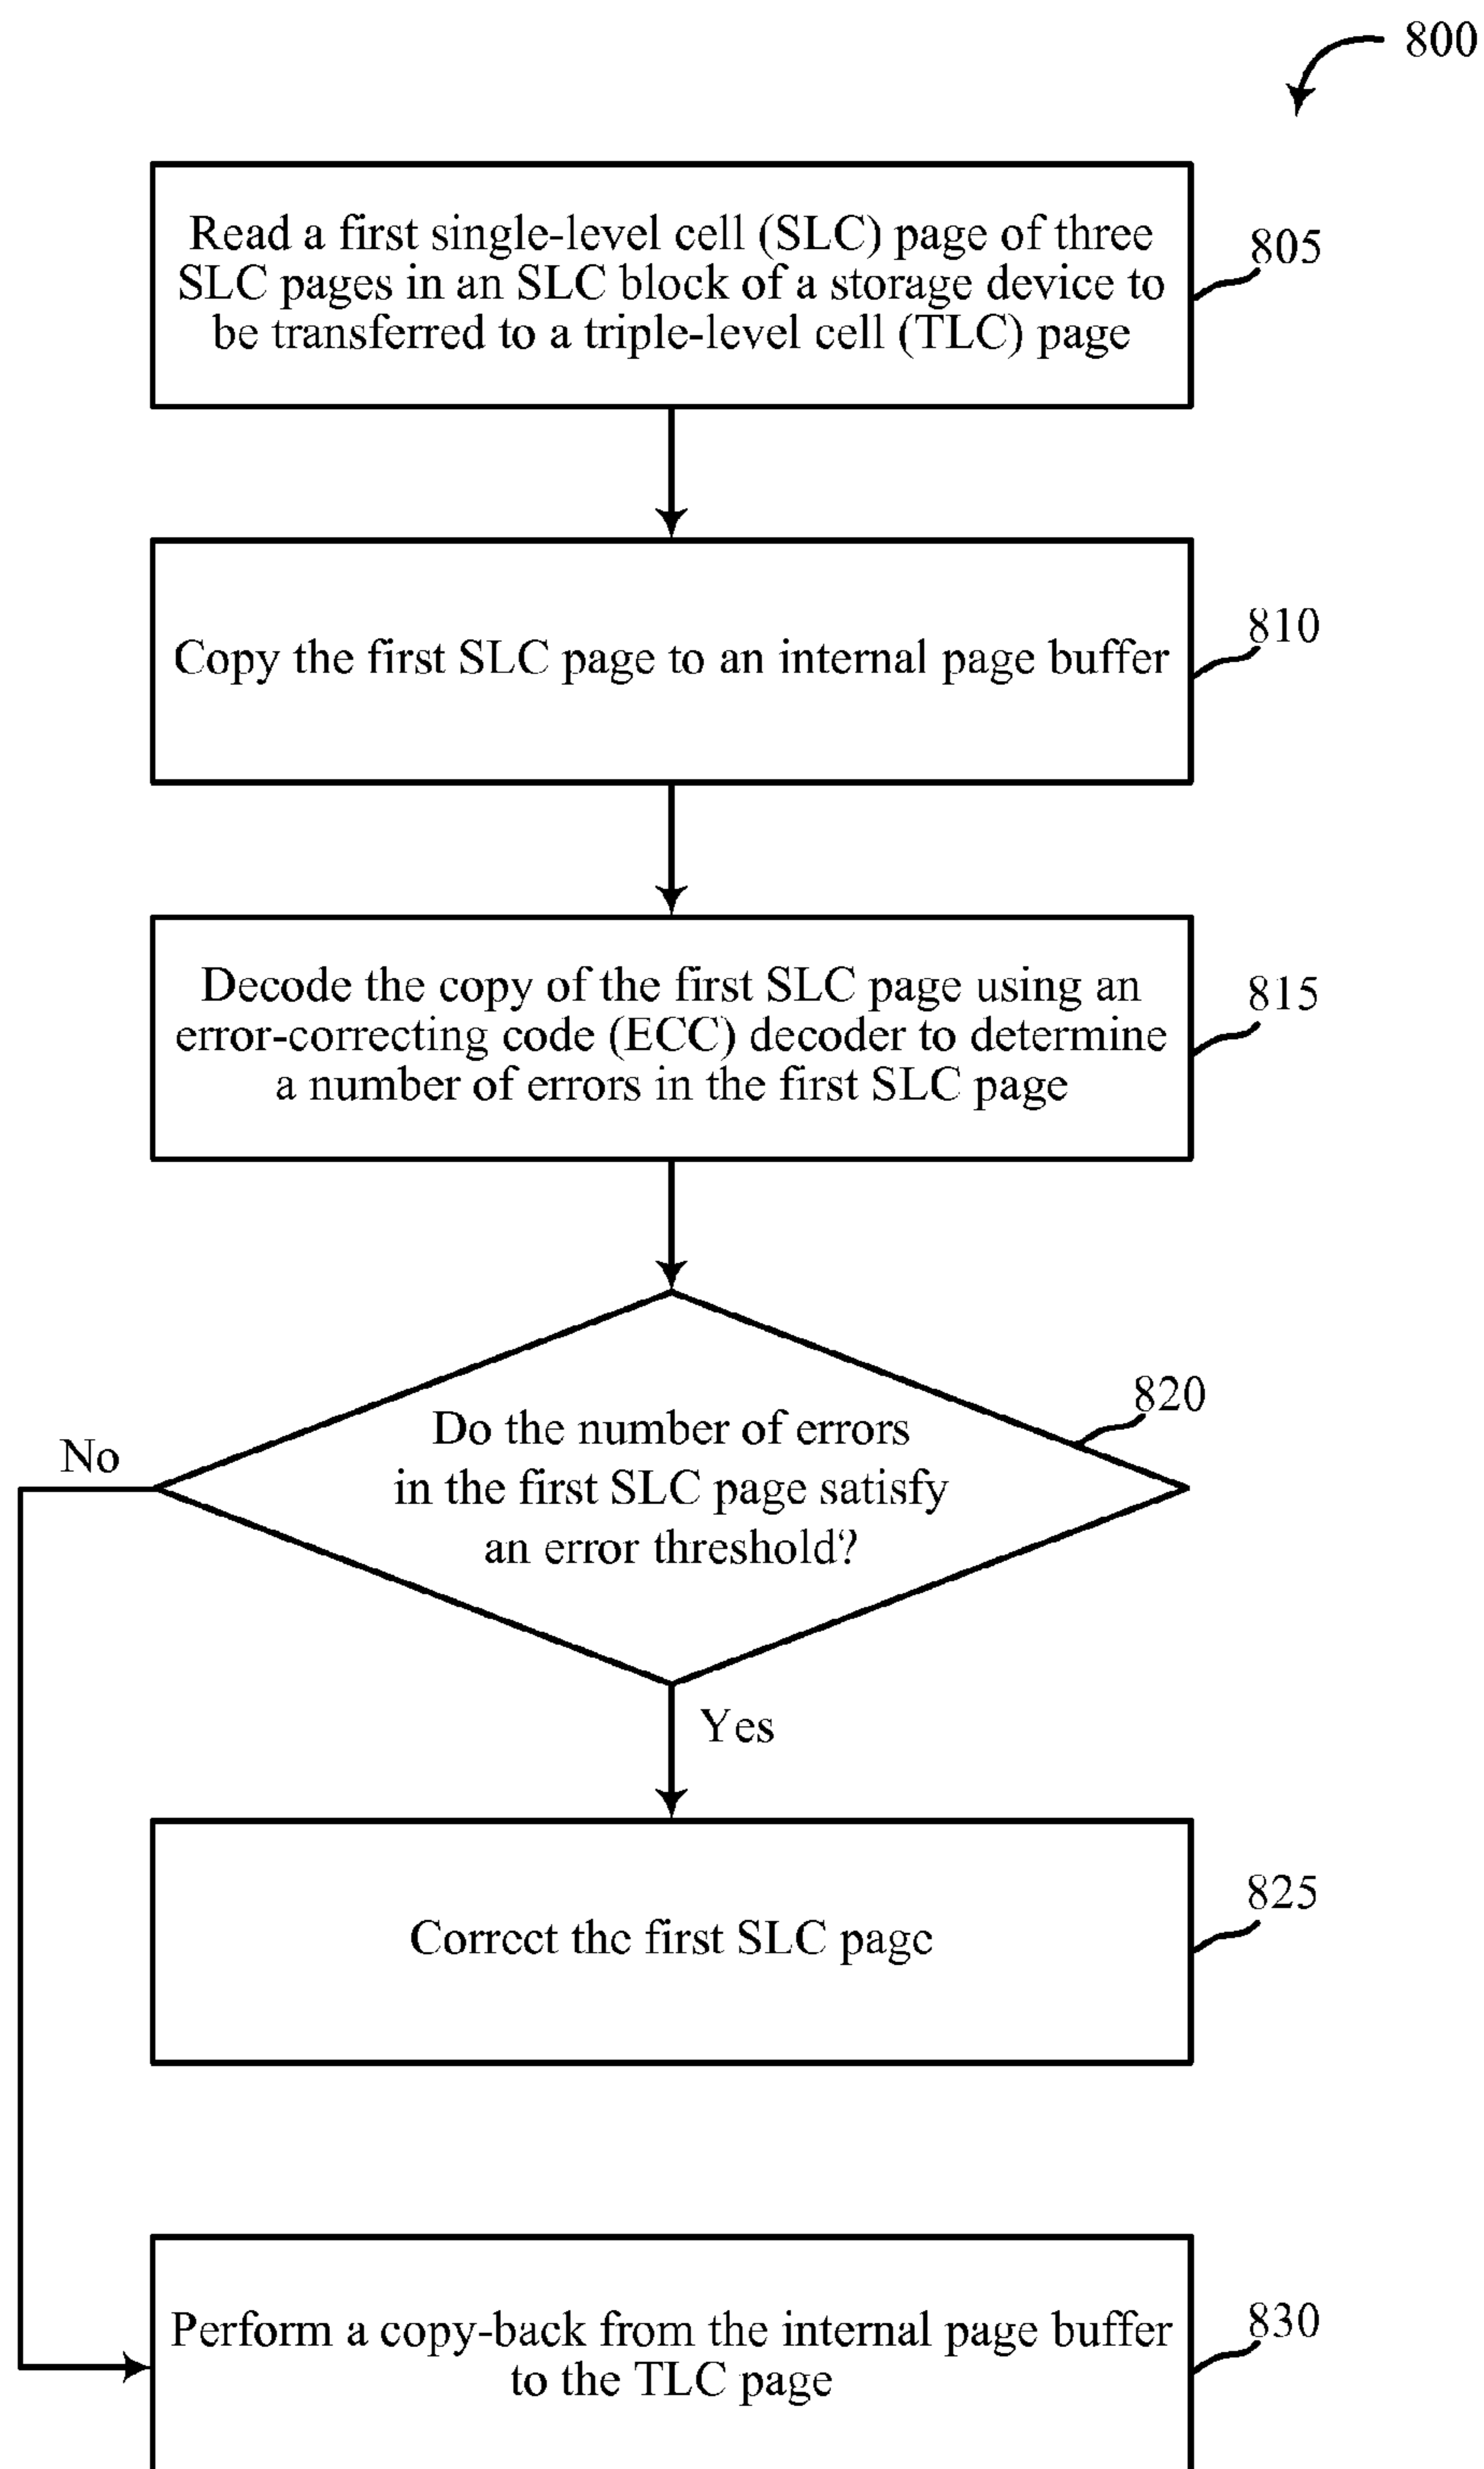 800
Read a first single-level cell (SLC) page of three
SLC pages in an SLC block of a storage device to
be transferred to a triple-level cell (TLC) page
805
Copy the first SLC page to an internal page buffer
810
Decode the copy of the first SLC page using an
error-correcting code (ECC) decoder to determine
a number of errors in the first SLC page
815
Do the number of errors
in the first SLC page satisfy
an error threshold?
820
No
Yes
Correct the first SLC page
825
Perform a copy-back from the internal page buffer
to the TLC page
830